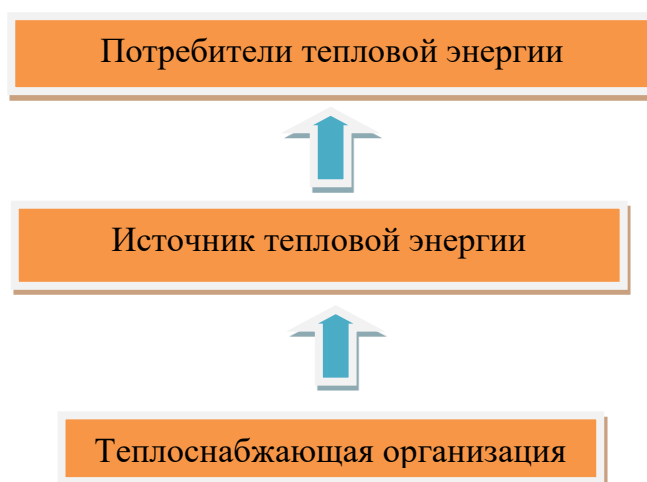 Потребители тепловой энергии
Источник тепловой энергии
Теплоснабжающая организация